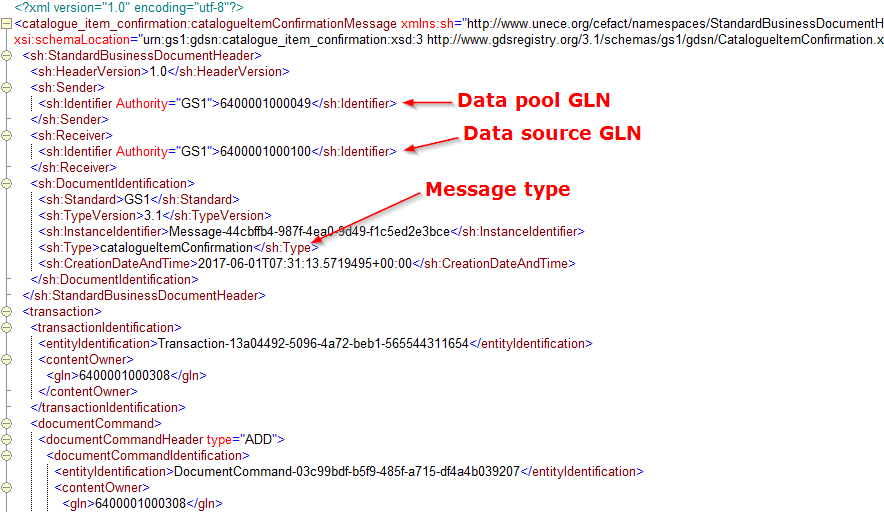 <?xml version="1.0" encoding="utf-8"?>
<catalogue_item_confirmation:catalogueItemConfirmationMessage xmlns:sh="http://www.unece.org/cefact/namespaces/StandardBusinessDocumentH
xsi:schemaLocation="urn:gs1:gdsn:catalogue_item_confirmation:xsd:3 http://www.gdsregistry.org/3.1/schemas/gs1/gdsn/CatalogueItemConfirmation.x
<sh:StandardBusinessDocumentHeader>
<sh:HeaderVersion>1.0</sh:HeaderVersion>
<sh:Sender>
<sh:Identifier Authority="GS1">6400001000049</sh:Identifier> Data pool GLN
</sh:Sender>
<sh:Receiver>
<sh:Identifier Authority="GS1">6400001000100</sh:Identifier> Data source GLN
</sh:Receiver>
<sh:DocumentIdentification>
Message type
<sh:Standard>GS1</sh:Standard>
<sh:TypeVersion>3.1</sh:TypeVersion>
<sh:InstanceIdentifier>Message-44cbffb4-987f-4ea0-9d49-f1c5ed2e3bce</sh:InstanceIdentifier>
<sh:Type>catalogueItemConfirmation</sh:Type>
<sh:CreationDateAndTime>2017-06-01T07:31:13.5719495+00:00</sh:CreationDateAndTime>
</sh:DocumentIdentification>
</sh:StandardBusinessDocumentHeader>
<transaction>
<transactionIdentification>
<entityIdentification>Transaction-13a04492-5096-4a72-beb1-565544311654</entityIdentification>
<contentOwner>
<gln>6400001000308</gln>
</contentOwner>
</transactionIdentification>
<documentCommand>
<documentCommandHeader type="ADD">
<documentCommandIdentification>
<entityIdentification>DocumentCommand-03c99bdf-b5f9-485f-a715-df4a4b039207</entityIdentification>
<contentOwner>
<gln>6400001000308</gln>